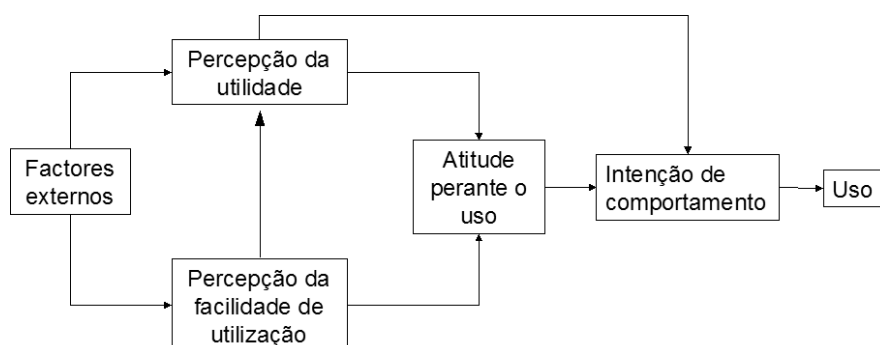 Percepção da
utilidade
Factores
externos
Atitude
perante o
uso
Intenção de
comportamento
Uso
Percepção da
facilidade de
utilização